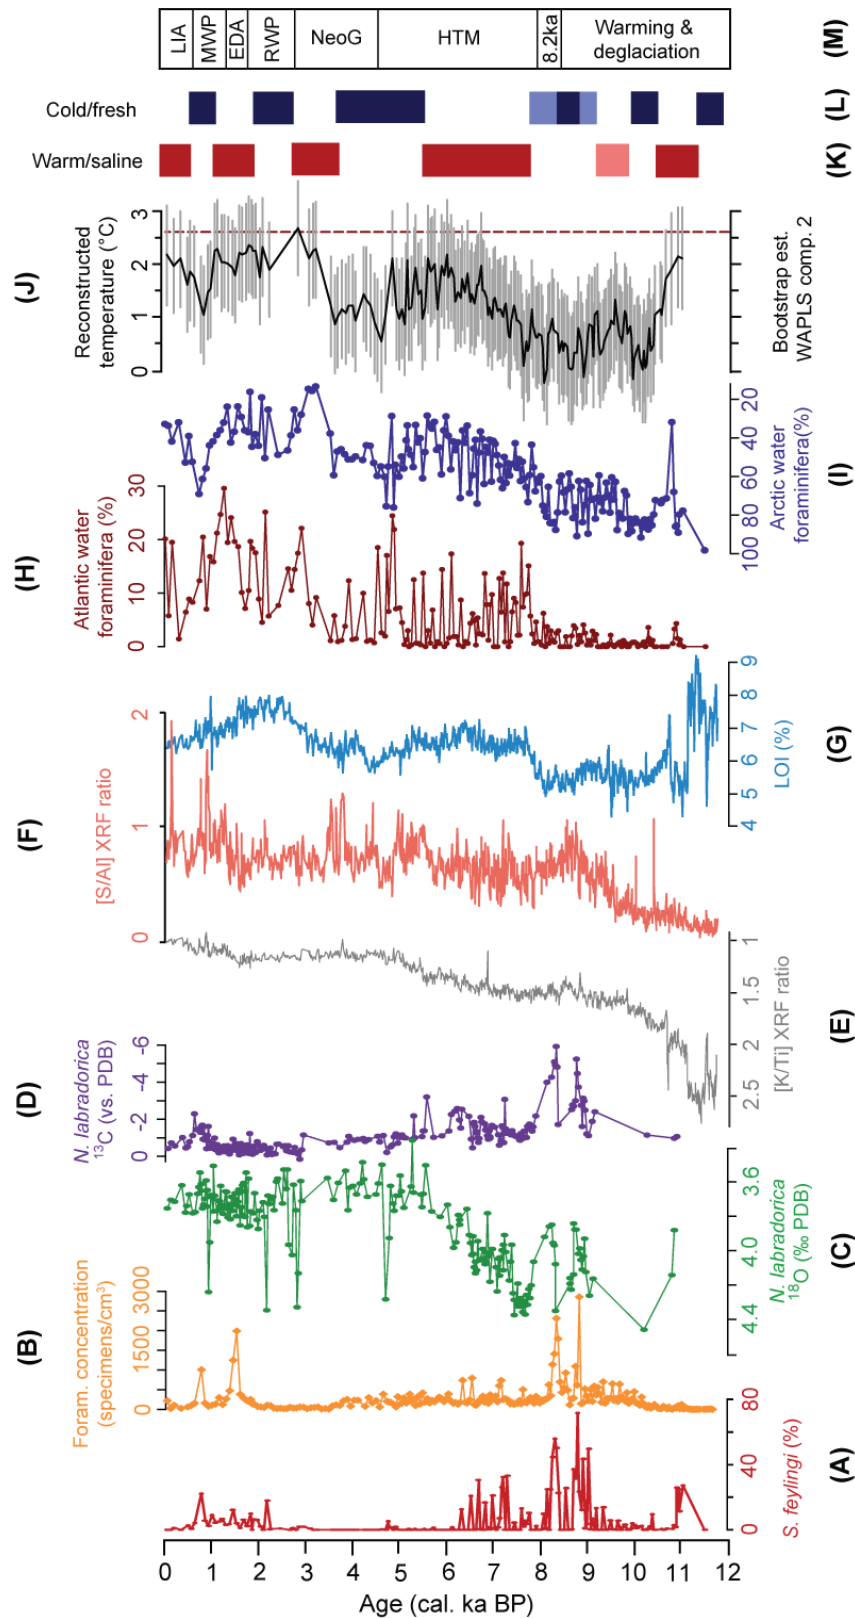 LIA
MWP
EDA
RWP
NeoG
HTM
8.2ka
Warming &
deglaciation
(M)
Cold/fresh
(L)
Warm/saline
(K)
(J)
Reconstructed
temperature (°C)
3
2
1
0
Bootstrap est.
WAPLS comp. 2
20
40
60
80
100
Arctic water
foraminifera(%)
(I)
(H)
Atlantic water
foraminifera (%)
30
20
10
0
9
8
7
6
5
4
LOI (%)
(G)
(F)
[S/Al] XRF ratio
2
1
0
1
1.5
2
2.5
[K/Ti] XRF ratio
(E)
(D)
N. labradorica
13C (vs. PDB)
-6
-4
-2
0
3.6
4.0
4.4
N. labradorica
18O (‰ PDB)
(C)
(B)
Foram. concentration
(specimens/cm³)
3000
1500
0
80
40
0
S. feylingi (%)
(A)
0 1 2 3 4 5 6 7 8 9 10 11 12
Age (cal. ka BP)